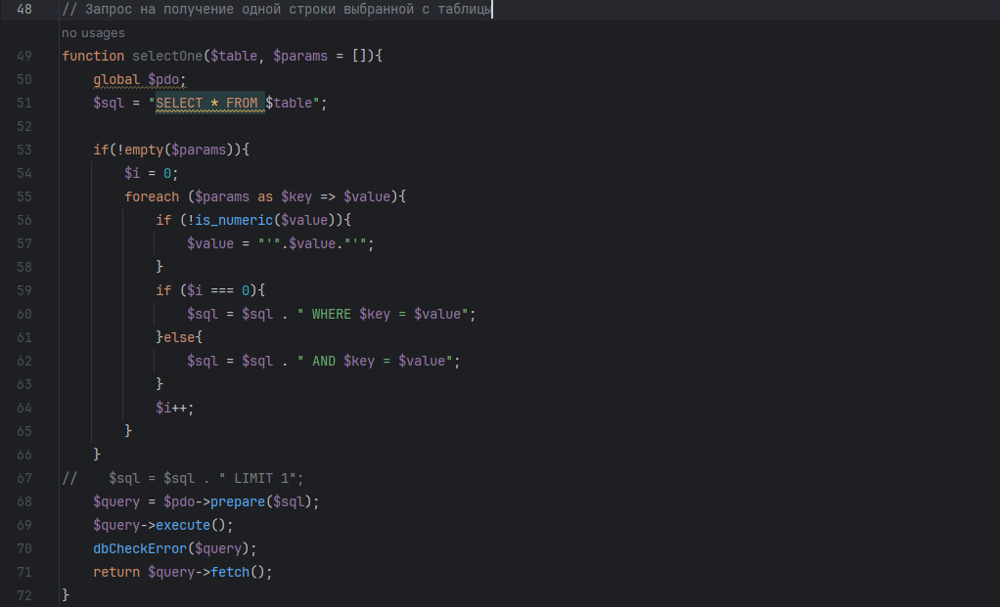 48 // Запрос на получение одной строки выбранной с таблицы
no usages
49 function selectOne($table, $params = []){
50     global $pdo;
51     $sql = "SELECT * FROM $table";
52
53     if(!empty($params)){
54         $i = 0;
55         foreach ($params as $key => $value){
56             if (!is_numeric($value)){
57                 $value = "'".$value."'";
58             }
59             if ($i === 0){
60                 $sql = $sql . " WHERE $key = $value";
61             }else{
62                 $sql = $sql . " AND $key = $value";
63             }
64             $i++;
65         }
66     }
67 //    $sql = $sql . " LIMIT 1";
68     $query = $pdo->prepare($sql);
69     $query->execute();
70     dbCheckError($query);
71     return $query->fetch();
72 }